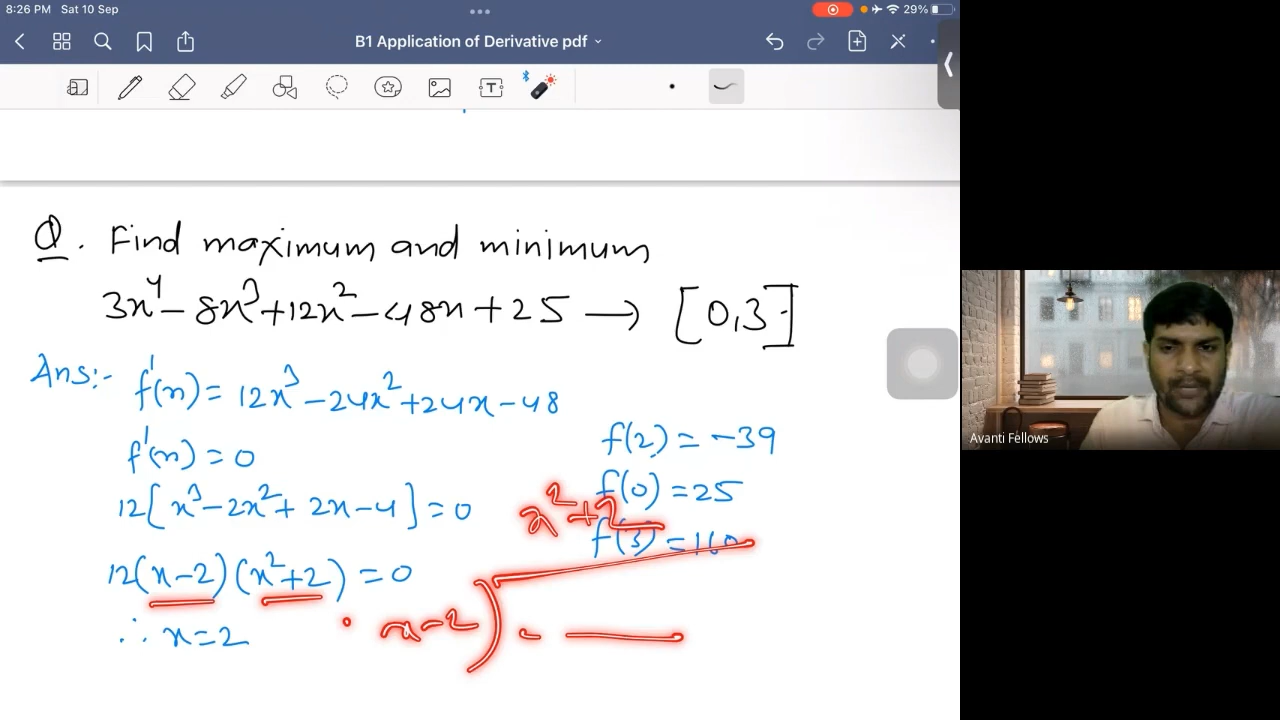 8:26 PM Sat 10 Sep
29%
B1 Application of Derivative pdf
T
Q. Find maximum and minimum
3x⁴ - 8x³ + 12x² - 48x + 25 → [0,3]
Ans:- f'(x) = 12x³ - 24x² + 24x - 48
f'(x) = 0
12[x³ - 2x² + 2x - 4] = 0
12(x-2)(x²+2) = 0
∴ x = 2
f(2) = -39
f(0) = 25
f(3) =
x² + 2
x-2)
Avanti Fellows